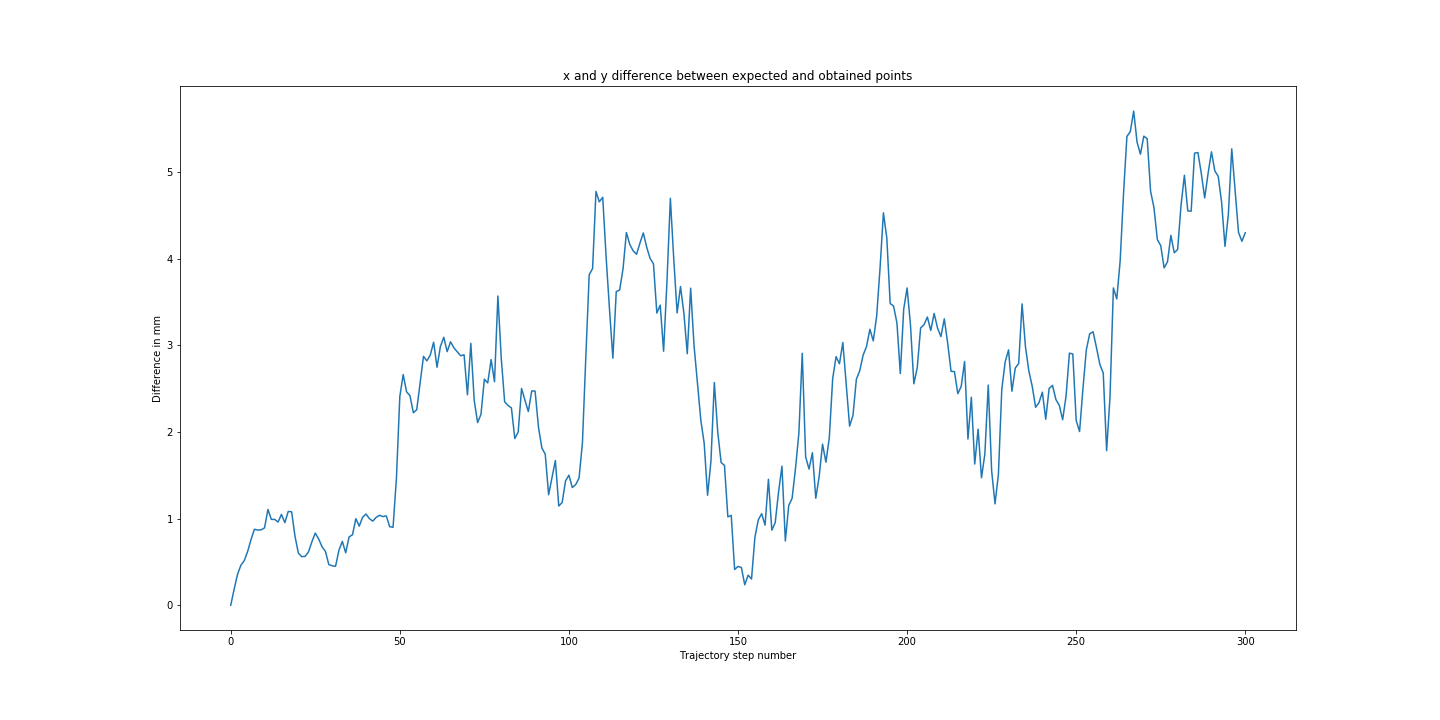 x and y difference between expected and obtained points
Difference in mm
5
4
3
2
1
0
0 50 100 150 200 250 300
Trajectory step number